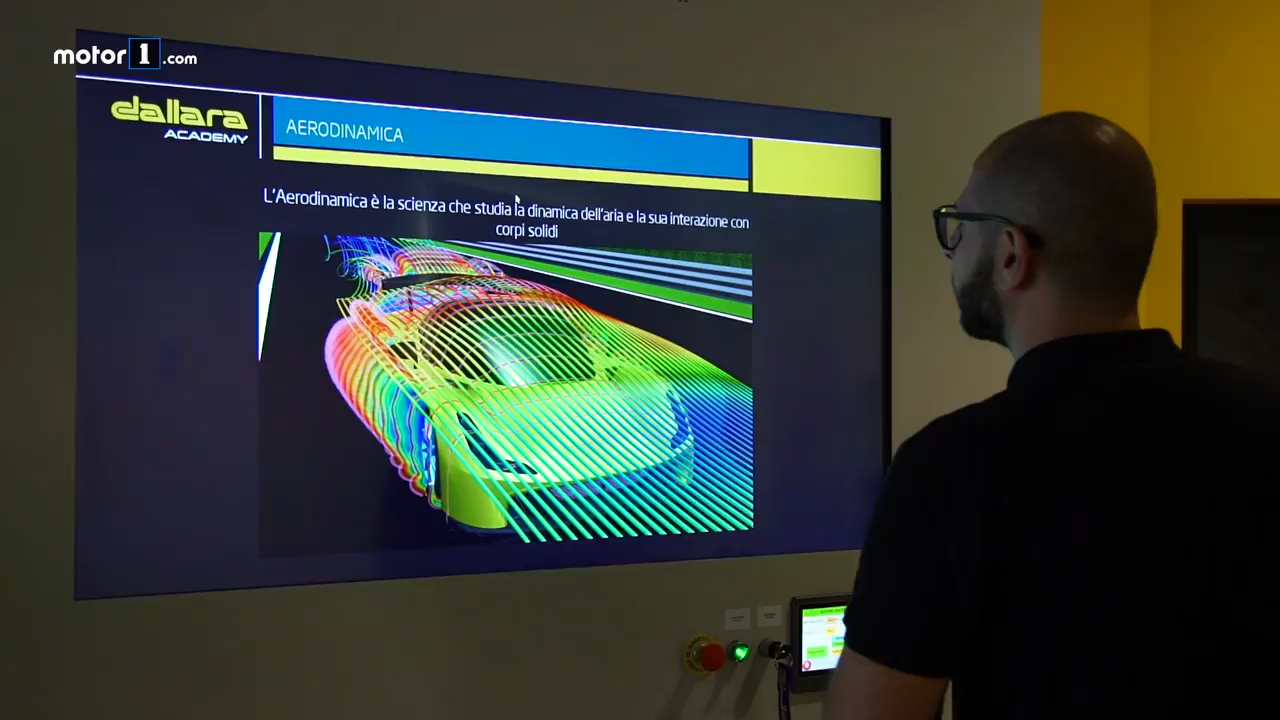 motor1.com
dallara
ACADEMY
AERODINAMICA
L'Aerodinamica è la scienza che studia la dinamica dell'aria e la sua interazione con
corpi solidi